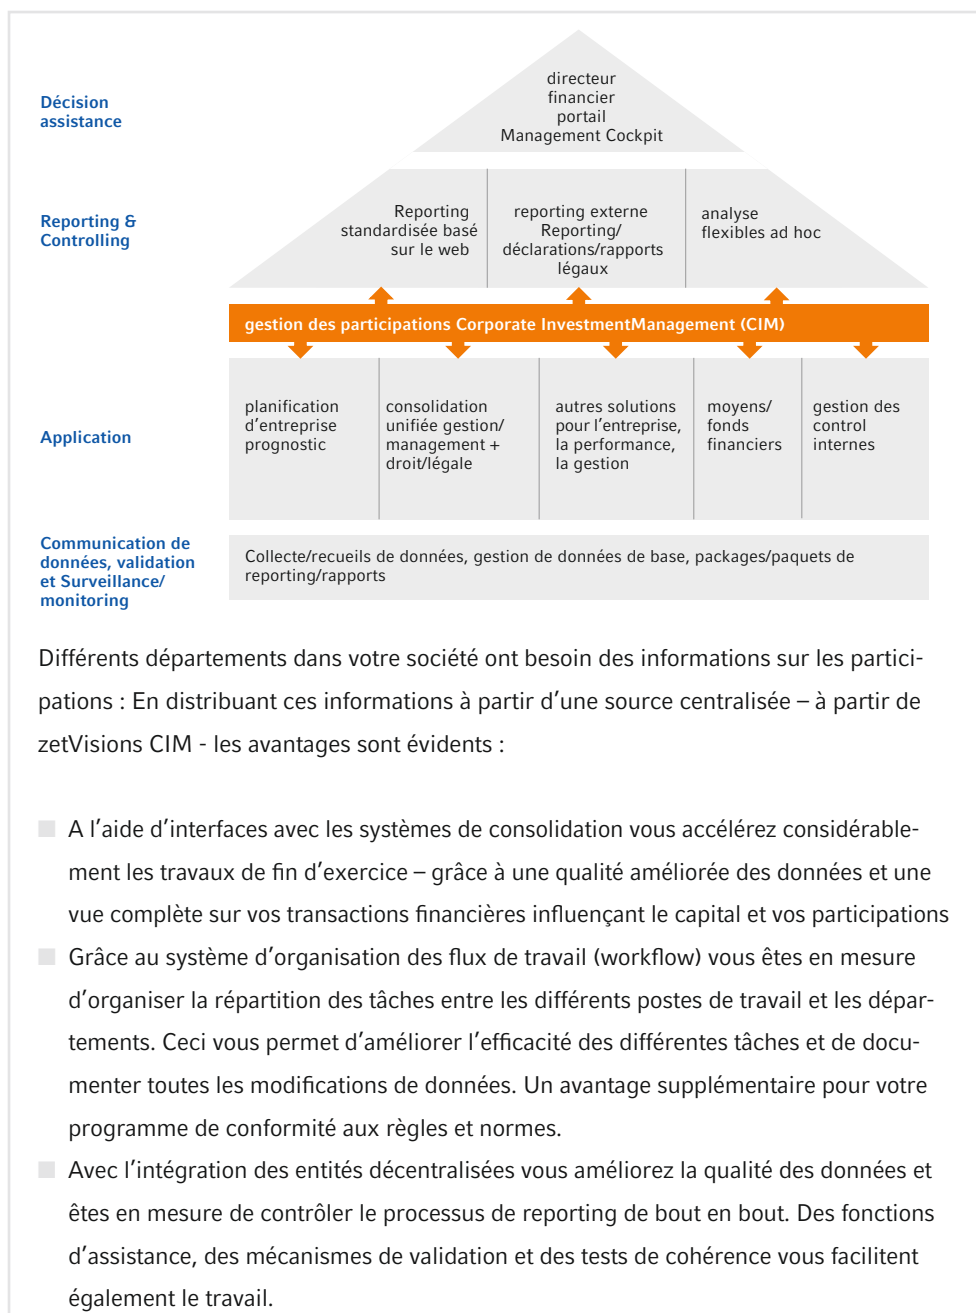 directeur
financier
portail
Management Cockpit
Décision
assistance
Reporting &
Controlling
Reporting
standardisée basé
sur le web
reporting externe
Reporting/
déclarations/rapports
légaux
analyse
flexibles ad hoc
gestion des participations Corporate InvestmentManagement (CIM)
Application
planification
d’entreprise
prognostic
consolidation
unifiée gestion/
management +
droit/légale
autres solutions
pour l’entreprise,
la performance,
la gestion
moyens/
fonds
financiers
gestion des
control
internes
Communication de
données, validation
et Surveillance/
monitoring
Collecte/recueils de données, gestion de données de base, packages/paquets de
reporting/rapports
Différents départements dans votre société ont besoin des informations sur les partici-
pations : En distribuant ces informations à partir d’une source centralisée – à partir de
zetVisions CIM - les avantages sont évidents :
A l’aide d’interfaces avec les systèmes de consolidation vous accélérez considérable-
ment les travaux de fin d’exercice – grâce à une qualité améliorée des données et une
vue complète sur vos transactions financières influençant le capital et vos participations
Grâce au système d’organisation des flux de travail (workflow) vous êtes en mesure
d’organiser la répartition des tâches entre les différents postes de travail et les dépar-
tements. Ceci vous permet d’améliorer l’efficacité des différentes tâches et de docu-
menter toutes les modifications de données. Un avantage supplémentaire pour votre
programme de conformité aux règles et normes.
Avec l’intégration des entités décentralisées vous améliorez la qualité des données et
êtes en mesure de contrôler le processus de reporting de bout en bout. Des fonctions
d’assistance, des mécanismes de validation et des tests de cohérence vous facilitent
également le travail.